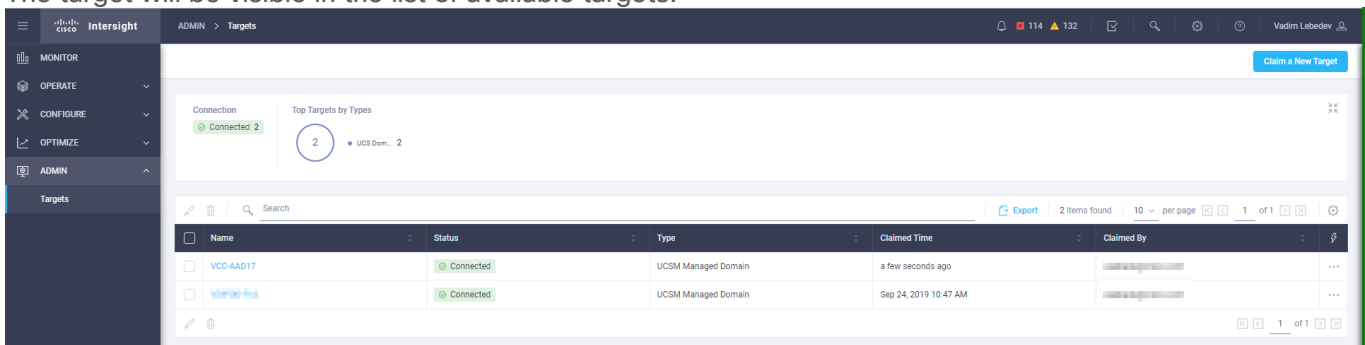 The target will be visible in the list of available targets.
cisco Intersight
ADMIN > Targets
114 132
Vadim Lebedev
MONITOR
OPERATE
CONFIGURE
OPTIMIZE
ADMIN
Targets
Claim a New Target
Connection
Connected 2
Top Targets by Types
2
UCS Dom... 2
Search
Export 2 items found 10 per page 1 of 1
Name Status Type Claimed Time Claimed By
VCC-AAD17 Connected UCSM Managed Domain a few seconds ago
Connected UCSM Managed Domain Sep 24, 2019 10:47 AM
1 of 1